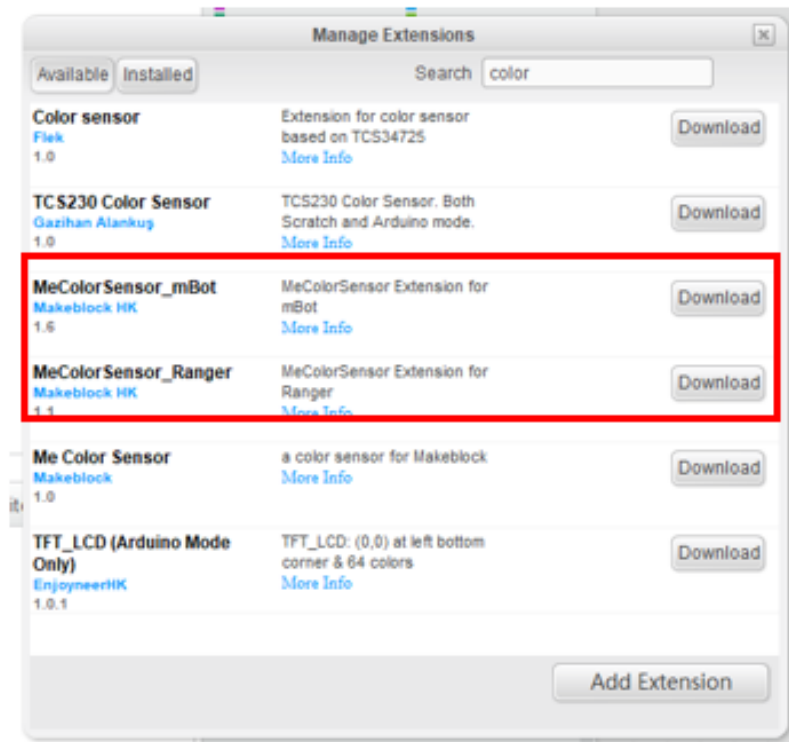 Manage Extensions
Available Installed Search color
Color sensor
Flek
1.0
Extension for color sensor
based on TCS34725
More Info
Download
TCS230 Color Sensor
Gazihan Alankuş
1.0
TCS230 Color Sensor. Both
Scratch and Arduino mode.
More Info
Download
MeColorSensor_mBot
Makeblock HK
1.6
MeColorSensor Extension for
mBot
More Info
Download
MeColorSensor_Ranger
Makeblock HK
1.1
MeColorSensor Extension for
Ranger
More Info
Download
Me Color Sensor
Makeblock
1.0
a color sensor for Makeblock
More Info
Download
TFT_LCD (Arduino Mode
Only)
EnjoyneerHK
1.0.1
TFT_LCD: (0,0) at left bottom
corner & 64 colors
More Info
Download
Add Extension